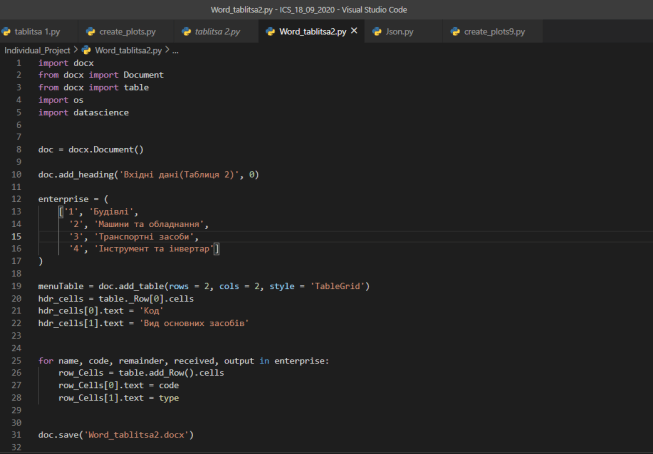 Word_tablitsa2.py - ICS_18_09_2020 - Visual Studio Code
tablitsa 1.py create_plots.py tablitsa 2.py Word_tablitsa2.py × Json.py create_plots9.py
Individual_Project > Word_tablitsa2.py > ...
1 import docx
2 from docx import Document
3 from docx import table
4 import os
5 import datascience
6
7
8 doc = docx.Document()
9
10 doc.add_heading('Вхідні дані(Таблиця 2)', 0)
11
12 enterprise = (
13 ['1', 'Будівлі',
14 '2', 'Машини та обладнання',
15 '3', 'Транспортні засоби',
16 '4', 'Інструмент та інвертар']
17 )
18
19 menuTable = doc.add_table(rows = 2, cols = 2, style = 'TableGrid')
20 hdr_cells = table._Row[0].cells
21 hdr_cells[0].text = 'Код'
22 hdr_cells[1].text = 'Вид основних засобів'
23
24
25 for name, code, remainder, received, output in enterprise:
26 row_Cells = table.add_Row().cells
27 row_Cells[0].text = code
28 row_Cells[1].text = type
29
30
31 doc.save('Word_tablitsa2.docx')
32